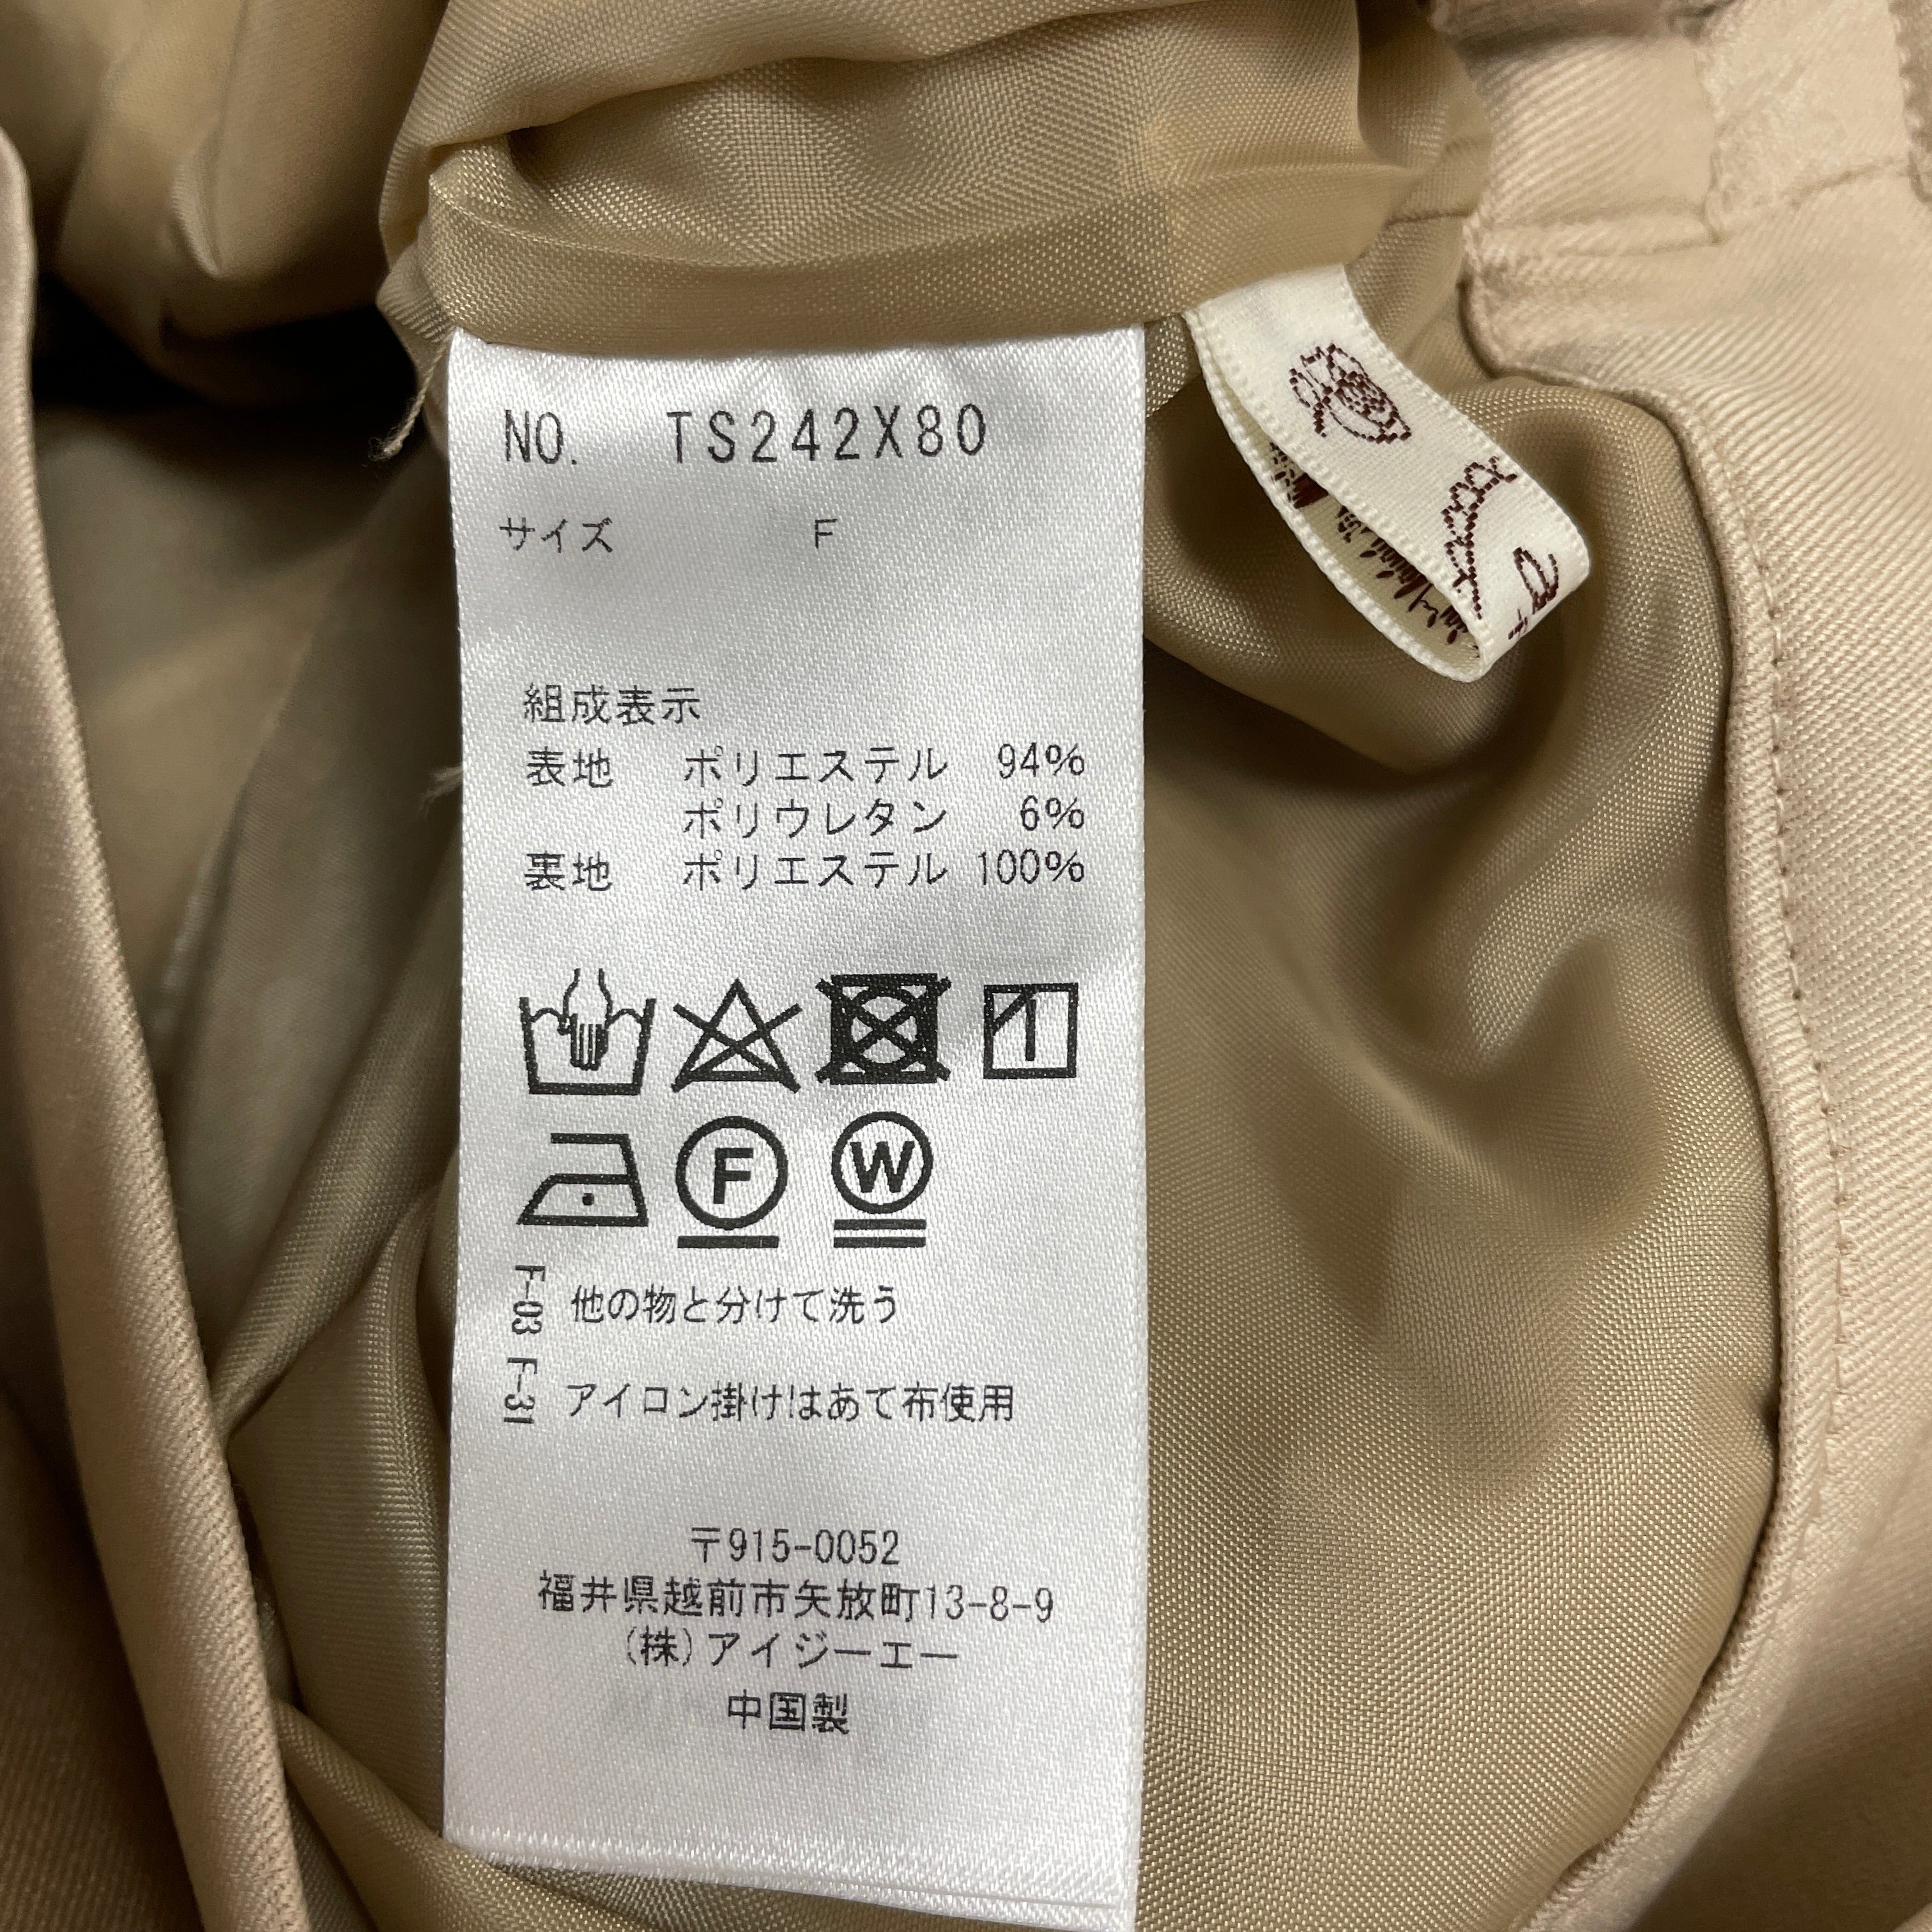 NO. TS242X80
サイズ F
組成表示
表地 ポリエステル 94%
ポリウレタン 6%
裏地 ポリエステル 100%
F
W
F-03 他の物と分けて洗う
F-31 アイロン掛けはあて布使用
〒915-0052
福井県越前市矢放町13-8-9
(株)アイジーエー
中国製